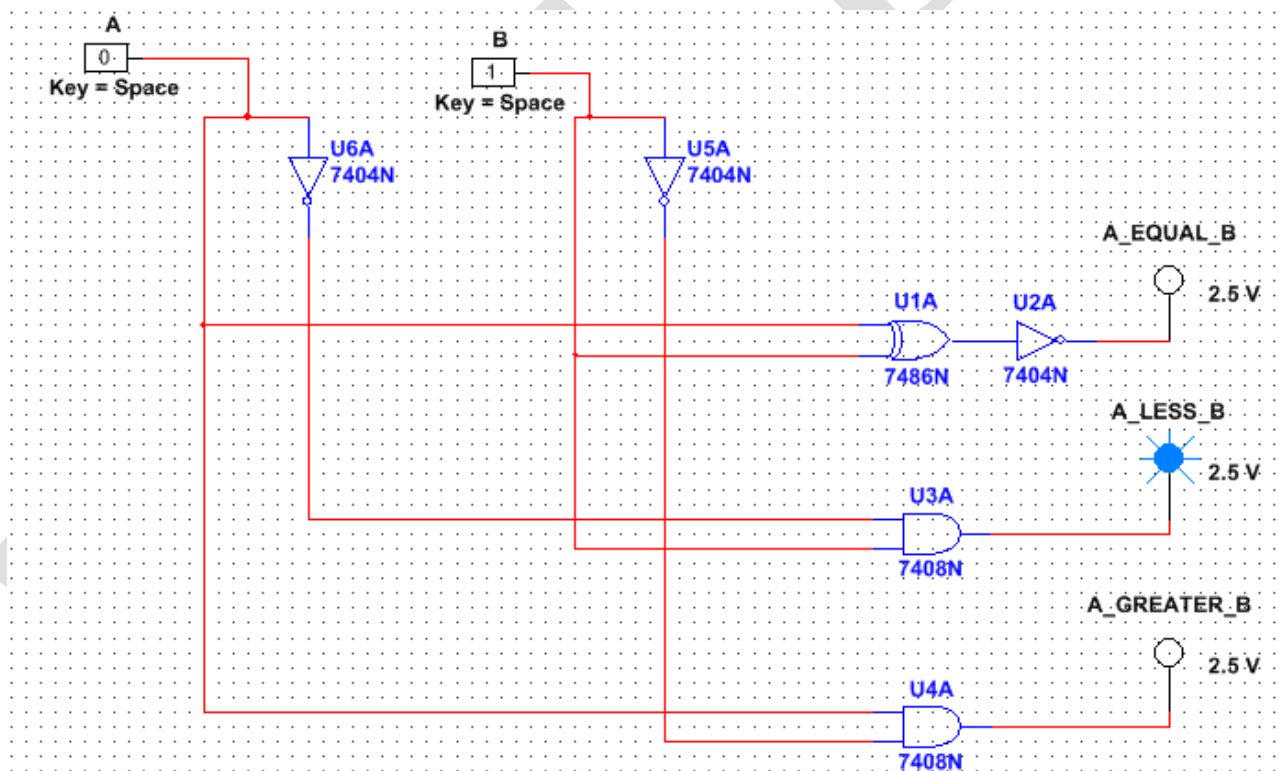 A
0
Key = Space
B
1
Key = Space
U6A
7404N
U5A
7404N
A_EQUAL_B
2.5 V
U1A
7486N
U2A
7404N
A_LESS_B
2.5 V
U3A
7408N
A_GREATER_B
2.5 V
U4A
7408N